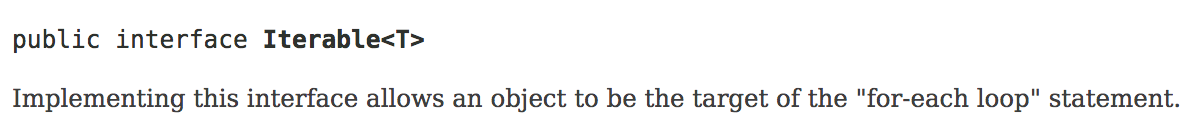 public interface Iterable<T>
Implementing this interface allows an object to be the target of the "for-each loop" statement.